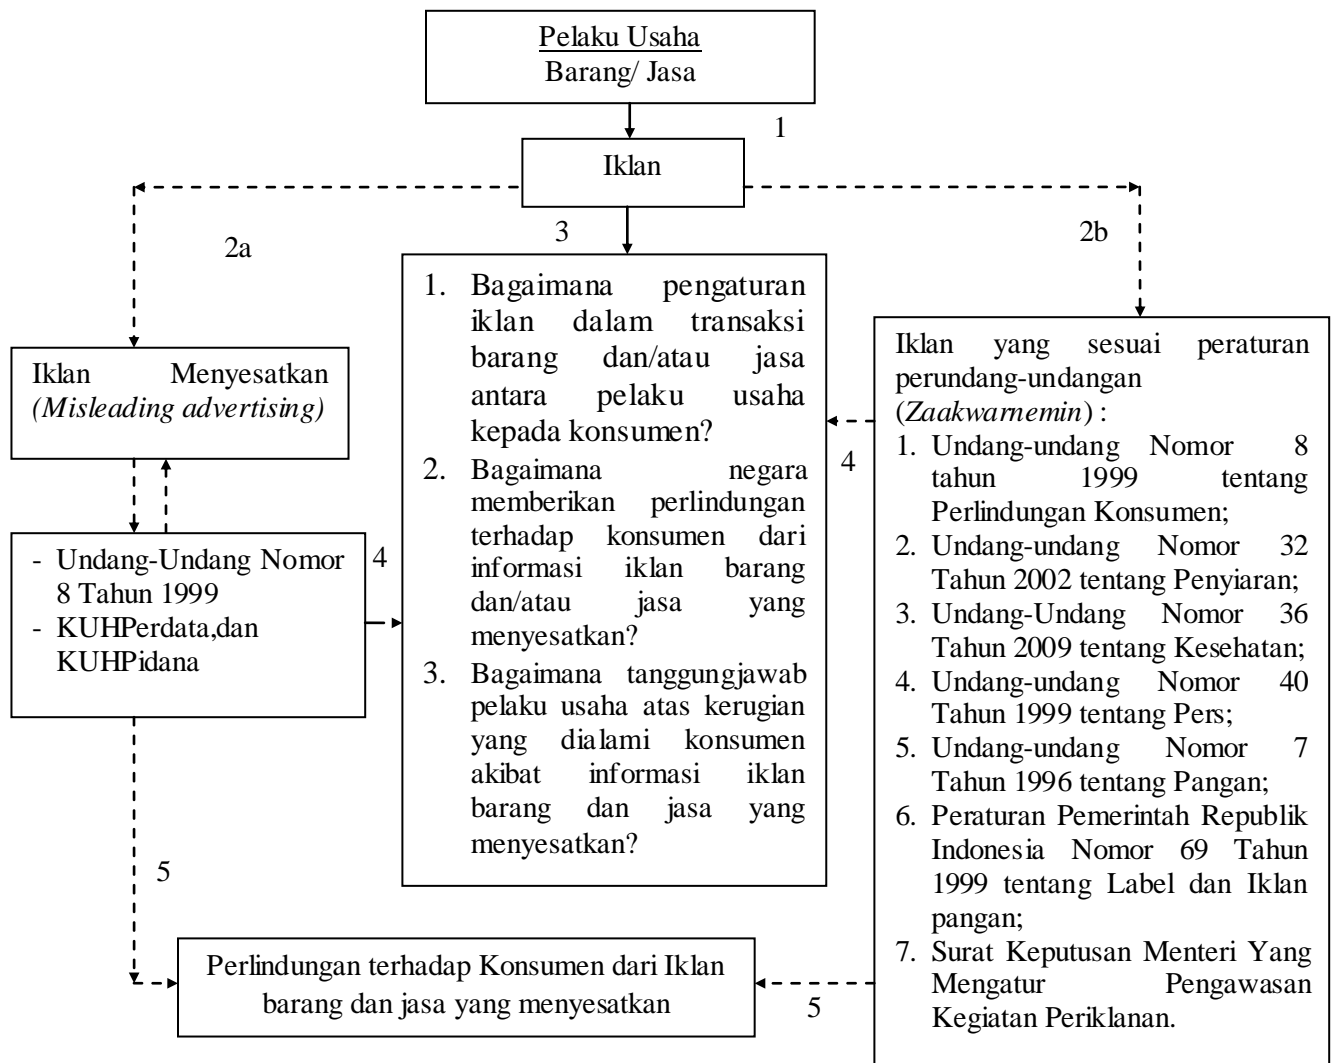 Pelaku Usaha
Barang/ Jasa
1
Iklan
2a
3
2b
Iklan Menyesatkan
(Misleading advertising)
- Undang-Undang Nomor
8 Tahun 1999
- KUHPerdata,dan
KUHPidana
4
1. Bagaimana pengaturan
iklan dalam transaksi
barang dan/atau jasa
antara pelaku usaha
kepada konsumen?
2. Bagaimana negara
memberikan perlindungan
terhadap konsumen dari
informasi iklan barang
dan/atau jasa yang
menyesatkan?
3. Bagaimana tanggungjawab
pelaku usaha atas kerugian
yang dialami konsumen
akibat informasi iklan
barang dan jasa yang
menyesatkan?
4
Iklan yang sesuai peraturan
perundang-undangan
(Zaakwarnemin) :
1. Undang-undang Nomor 8
tahun 1999 tentang
Perlindungan Konsumen;
2. Undang-undang Nomor 32
Tahun 2002 tentang Penyiaran;
3. Undang-Undang Nomor 36
Tahun 2009 tentang Kesehatan;
4. Undang-undang Nomor 40
Tahun 1999 tentang Pers;
5. Undang-undang Nomor 7
Tahun 1996 tentang Pangan;
6. Peraturan Pemerintah Republik
Indonesia Nomor 69 Tahun
1999 tentang Label dan Iklan
pangan;
7. Surat Keputusan Menteri Yang
Mengatur Pengawasan
Kegiatan Periklanan.
5
Perlindungan terhadap Konsumen dari Iklan
barang dan jasa yang menyesatkan
5